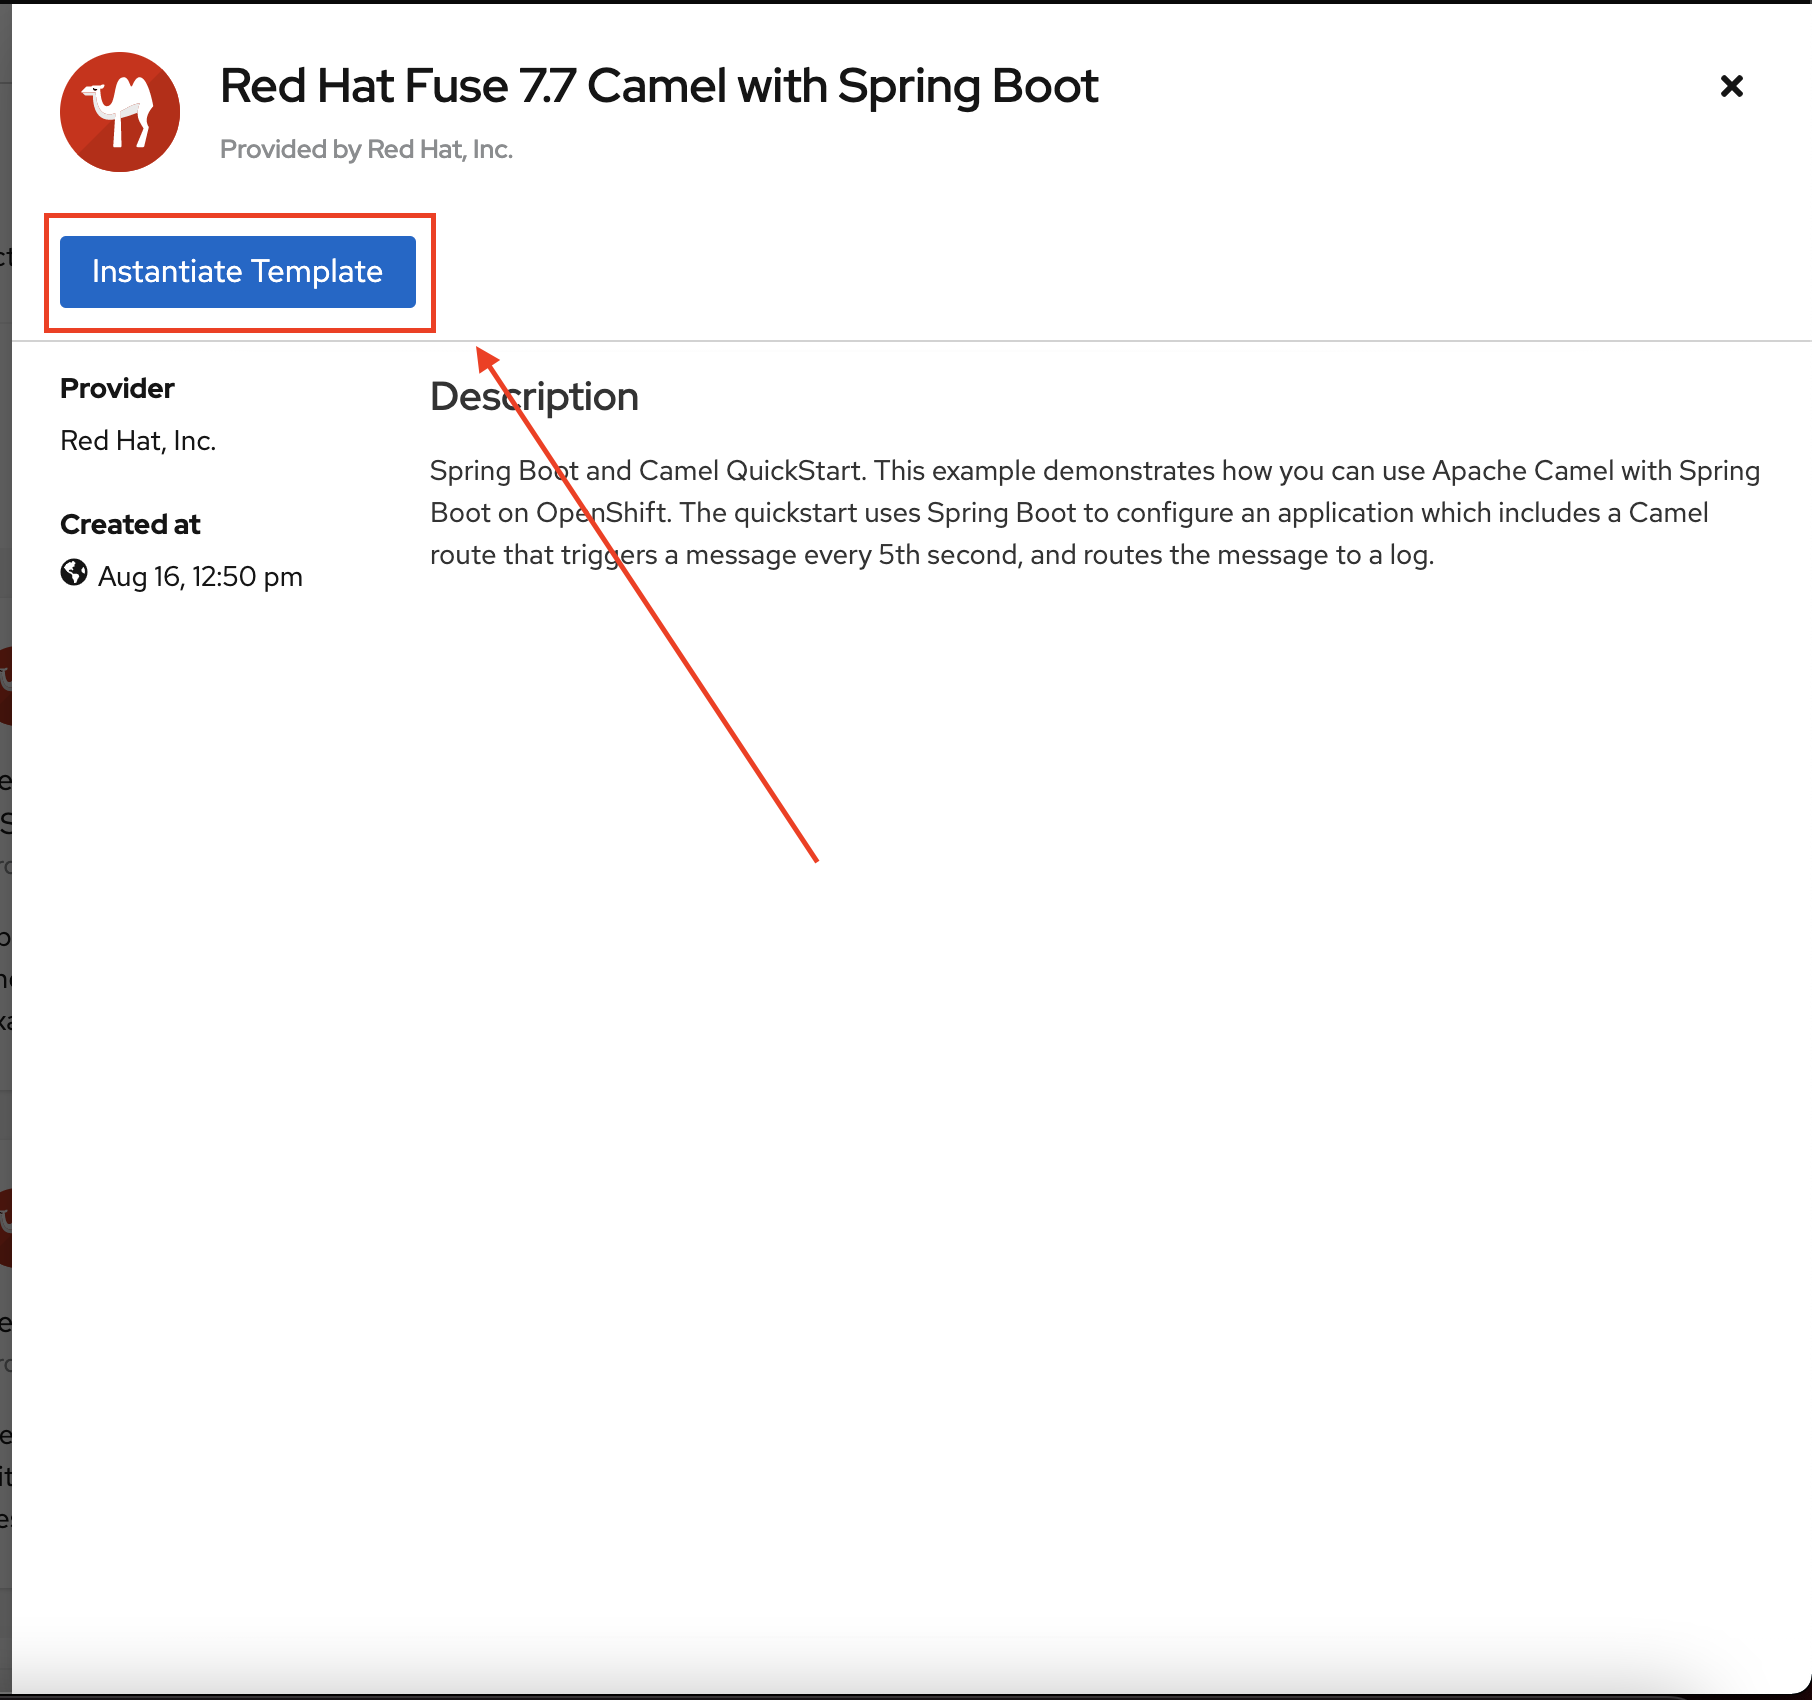 Red Hat Fuse 7.7 Camel with Spring Boot
Provided by Red Hat, Inc.
Instantiate Template
Provider
Red Hat, Inc.
Created at
Aug 16, 12:50 pm
Description
Spring Boot and Camel QuickStart. This example demonstrates how you can use Apache Camel with Spring
Boot on OpenShift. The quickstart uses Spring Boot to configure an application which includes a Camel
route that triggers a message every 5th second, and routes the message to a log.